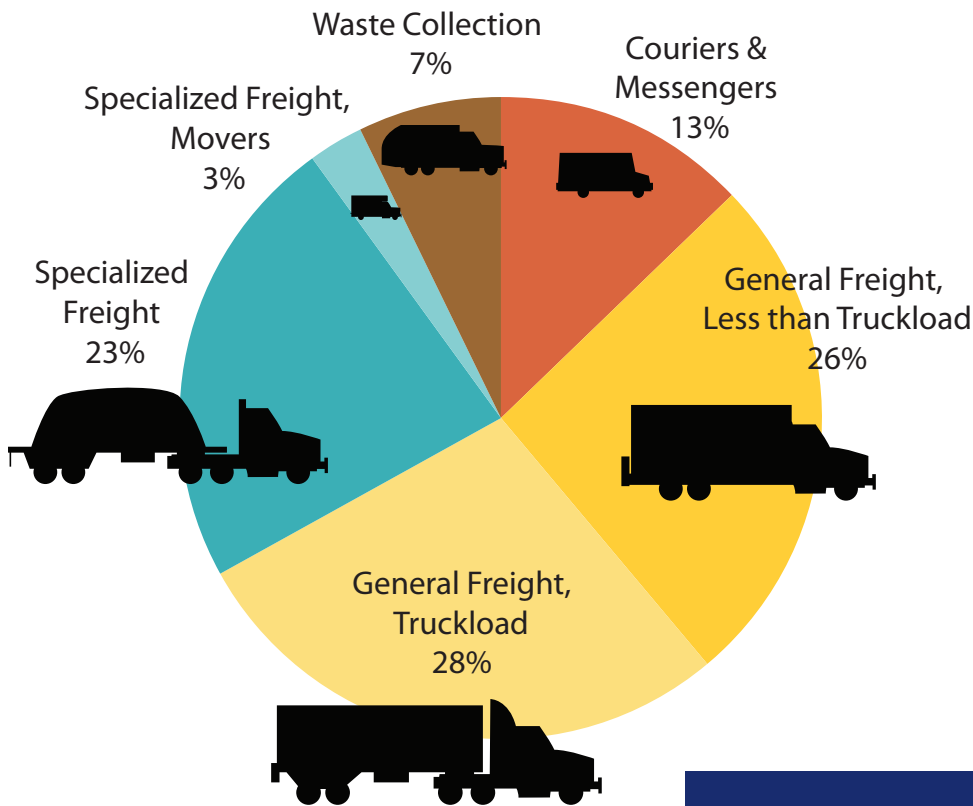 Waste Collection
7%
Couriers &
Messengers
13%
Specialized Freight,
Movers
3%
General Freight,
Less than Truckload
26%
Specialized
Freight
23%
General Freight,
Truckload
28%